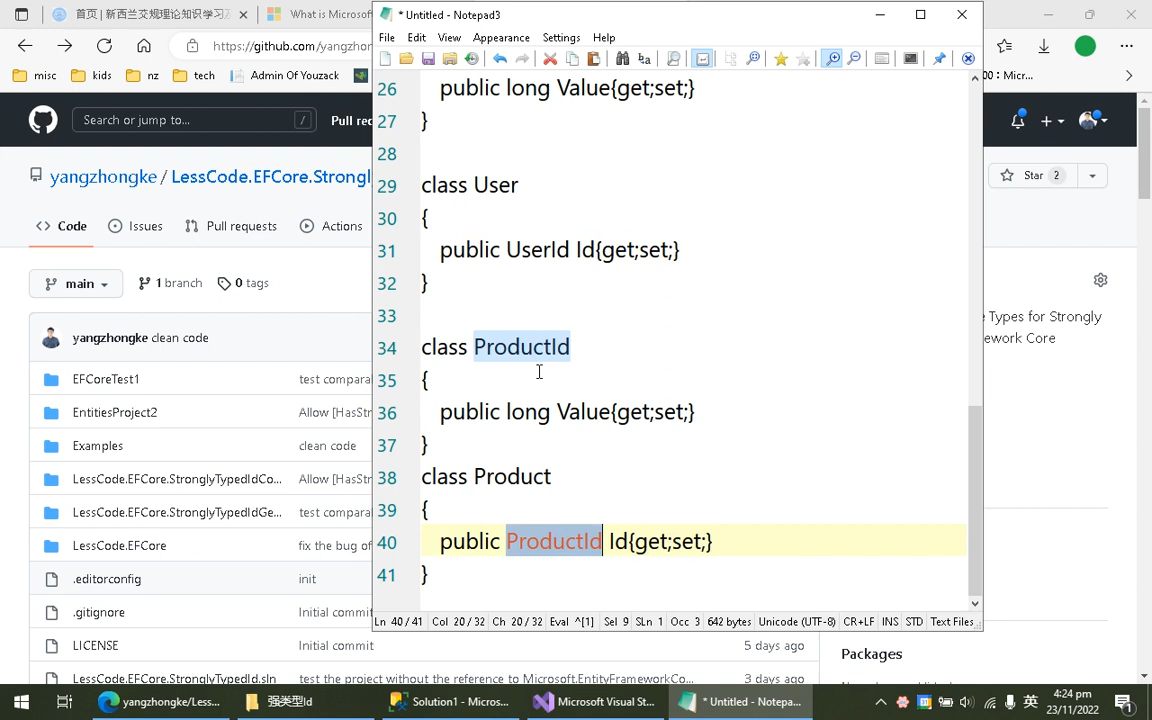 首页 | 新西兰交规理论知识学习及
What is Microsof
* Untitled - Notepad3
File Edit View Appearance Settings Help
https://github.com/yangzhon
misc kids nz tech Admin Of Youzack
00 : Micr...
Search or jump to... /
Pull req
yangzhongke / LessCode.EFCore.Strongl
Star 2
Code Issues Pull requests Actions
main 1 branch 0 tags
yangzhongke clean code
EFCoreTest1 test compara
EntitiesProject2 Allow [HasStr
Examples clean code
LessCode.EFCore.StronglyTypedIdCo... Allow [HasStr
LessCode.EFCore.StronglyTypedIdGe... test compara
LessCode.EFCore fix the bug of
.editorconfig init
.gitignore Initial commit
LICENSE Initial commit 5 days ago
LessCode.EFCore.StronglyTypedId.sln test the project without the reference to Microsoft.EntityFrameworkCo... 3 days ago
26 public long Value{get;set;}
27 }
28
29 class User
30 {
31 public UserId Id{get;set;}
32 }
33
34 class ProductId
35 {
36 public long Value{get;set;}
37 }
38 class Product
39 {
40 public ProductId Id{get;set;}
41 }
Ln 40/41 Col 20/32 Ch 20/32 Eval ^[1] Sel 9 SLn 1 Occ 3 642 bytes Unicode (UTF-8) CR+LF INS STD Text Files
e Types for Strongly
ework Core
Packages
yangzhongke/Less...
强类型Id
Solution1 - Micros...
Microsoft Visual St...
* Untitled - Notepa...
英
4:24 pm
23/11/2022
1